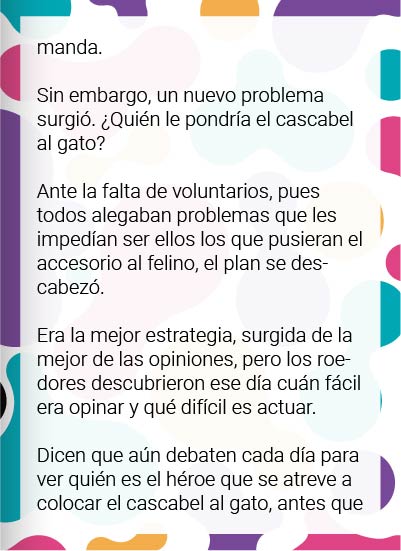 manda.
Sin embargo, un nuevo problema
surgió. ¿Quién le pondría el cascabel
al gato?
Ante la falta de voluntarios, pues
todos alegaban problemas que les
impedían ser ellos los que pusieran el
accesorio al felino, el plan se des-
cabezó.
Era la mejor estrategia, surgida de la
mejor de las opiniones, pero los roe-
dores descubrieron ese día cuán fácil
era opinar y qué difícil es actuar.
Dicen que aún debaten cada día para
ver quién es el héroe que se atreve a
colocar el cascabel al gato, antes que